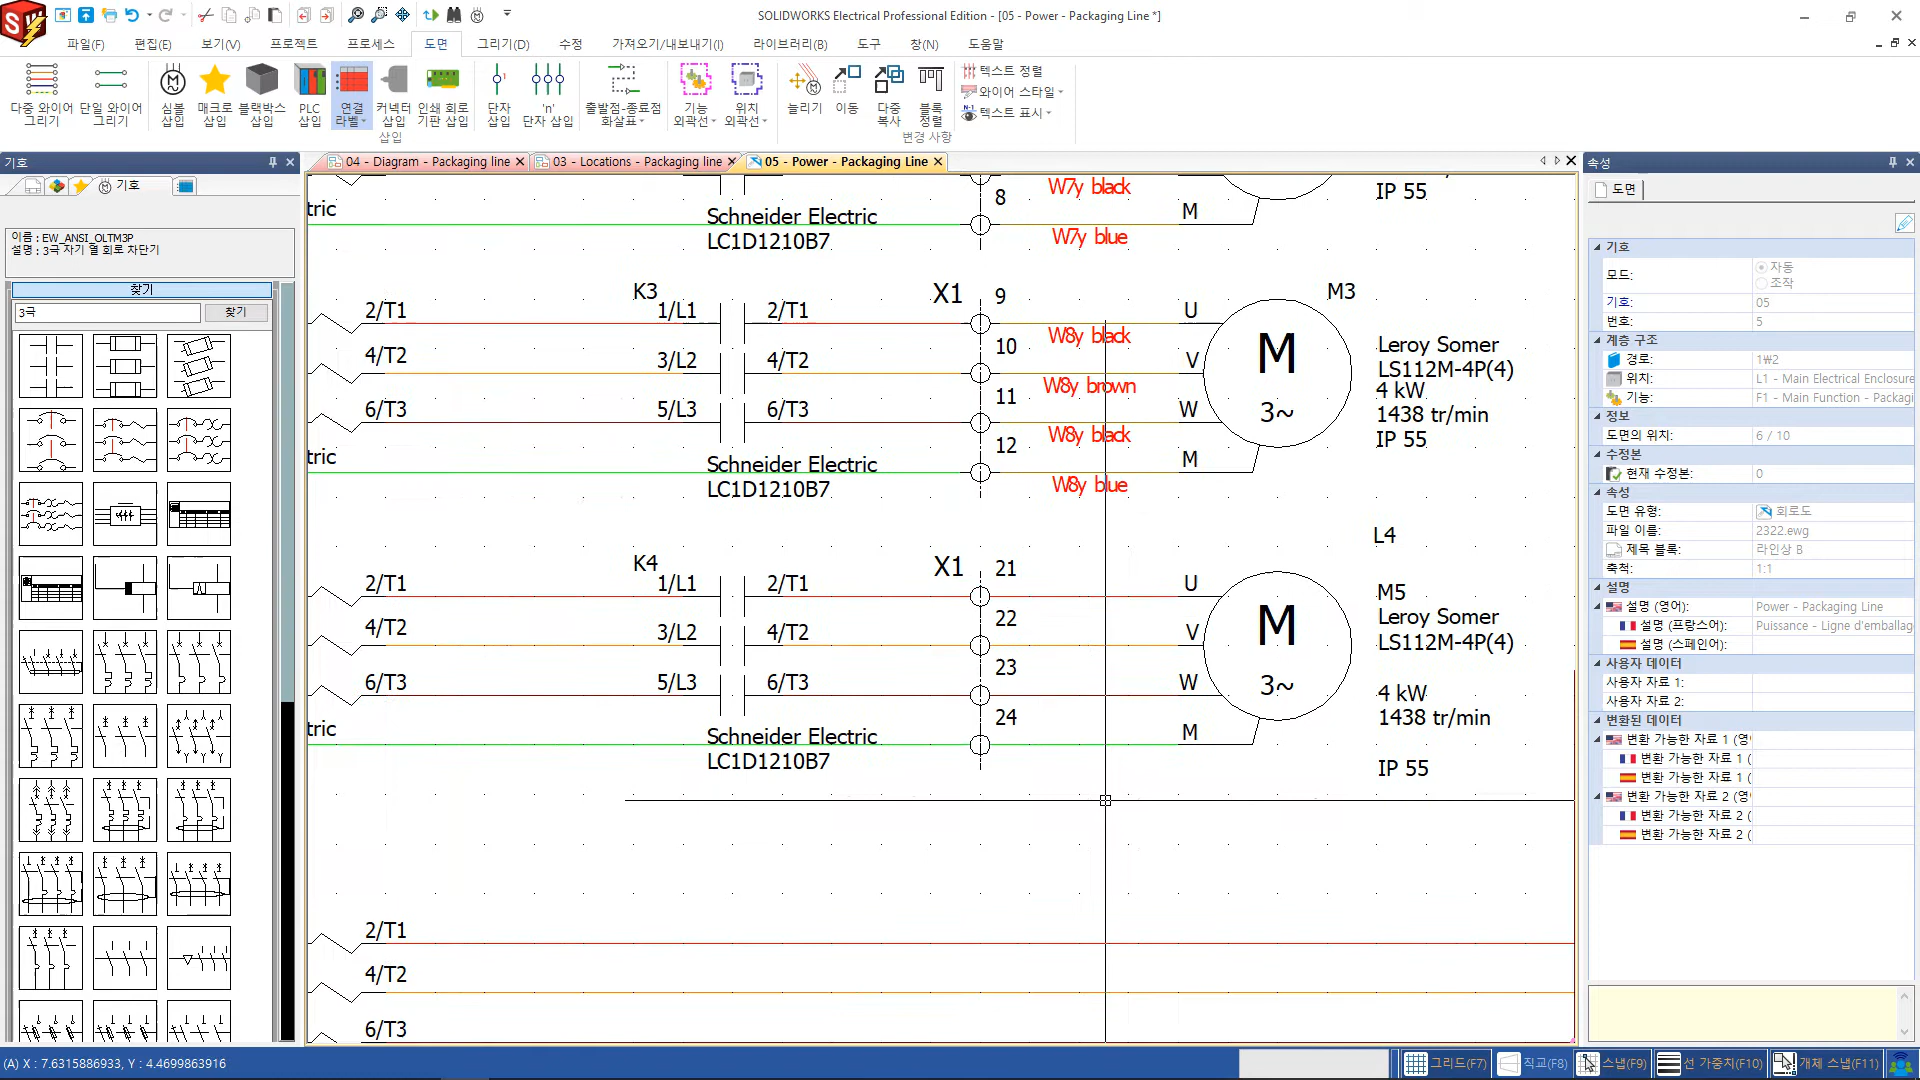 SOLIDWORKS Electrical Professional Edition - [05 - Power - Packaging Line *]
파일(F) 편집(E) 보기(V) 프로젝트 프로세스 도면 그리기(D) 수정 가져오기/내보내기(I) 라이브러리(B) 도구 창(N) 도움말
다중 와이어 그리기
단일 와이어 그리기
심볼 삽입
매크로 삽입
블랙박스 삽입
PLC 삽입
연결 라벨
커넥터 삽입
인쇄 회로 기판 삽입
단자 삽입
'n' 단자 삽입
출발점-종료점 화살표
기능 외곽선
위치 외곽선
늘리기
이동
다중 복사
블록 정렬
텍스트 정렬
와이어 스타일
텍스트 표시
삽입
변경 사항
기호
04 - Diagram - Packaging line
03 - Locations - Packaging line
05 - Power - Packaging Line
속성
기호
도면
이름 : EW_ANSI_OLTM3P
설명 : 3극 자기 열 회로 차단기
찾기
3극 찾기
tric
Schneider Electric
LC1D1210B7
8
W7y black
M
W7y blue
IP 55
K3 X1 9 M3
2/T1 1/L1 2/T1 U
W8y black
10
4/T2 3/L2 4/T2 V
W8y brown
11
6/T3 5/L3 6/T3 W
W8y black
12
tric M
W8y blue
Schneider Electric
LC1D1210B7
M
3~
Leroy Somer
LS112M-4P(4)
4 kW
1438 tr/min
IP 55
L4
K4 X1 21
2/T1 1/L1 2/T1 U
22
4/T2 3/L2 4/T2 V
23
6/T3 5/L3 6/T3 W
24
tric M
Schneider Electric
LC1D1210B7
M
3~
M5
Leroy Somer
LS112M-4P(4)
4 kW
1438 tr/min
IP 55
2/T1
4/T2
6/T3
기호
모드: 자동
조작
기호: 05
번호: 5
계층 구조
경로: 1₩2
위치: L1 - Main Electrical Enclosure
기능: F1 - Main Function - Packagi
정보
도면의 위치: 6 / 10
수정본
현재 수정본: 0
속성
도면 유형: 회로도
파일 이름: 2322.ewg
제목 블록: 라인상 B
축척: 1:1
설명
설명 (영어): Power - Packaging Line
설명 (프랑스어): Puissance - Ligne d'emballag
설명 (스페인어):
사용자 데이터
사용자 자료 1:
사용자 자료 2:
변환된 데이터
변환 가능한 자료 1 (영
변환 가능한 자료 1 (
변환 가능한 자료 1 (
변환 가능한 자료 2 (영
변환 가능한 자료 2 (
변환 가능한 자료 2 (
(A) X : 7.6315886933, Y : 4.4699863916
그리드(F7) 직교(F8) 스냅(F9) 선 가중치(F10) 개체 스냅(F11)